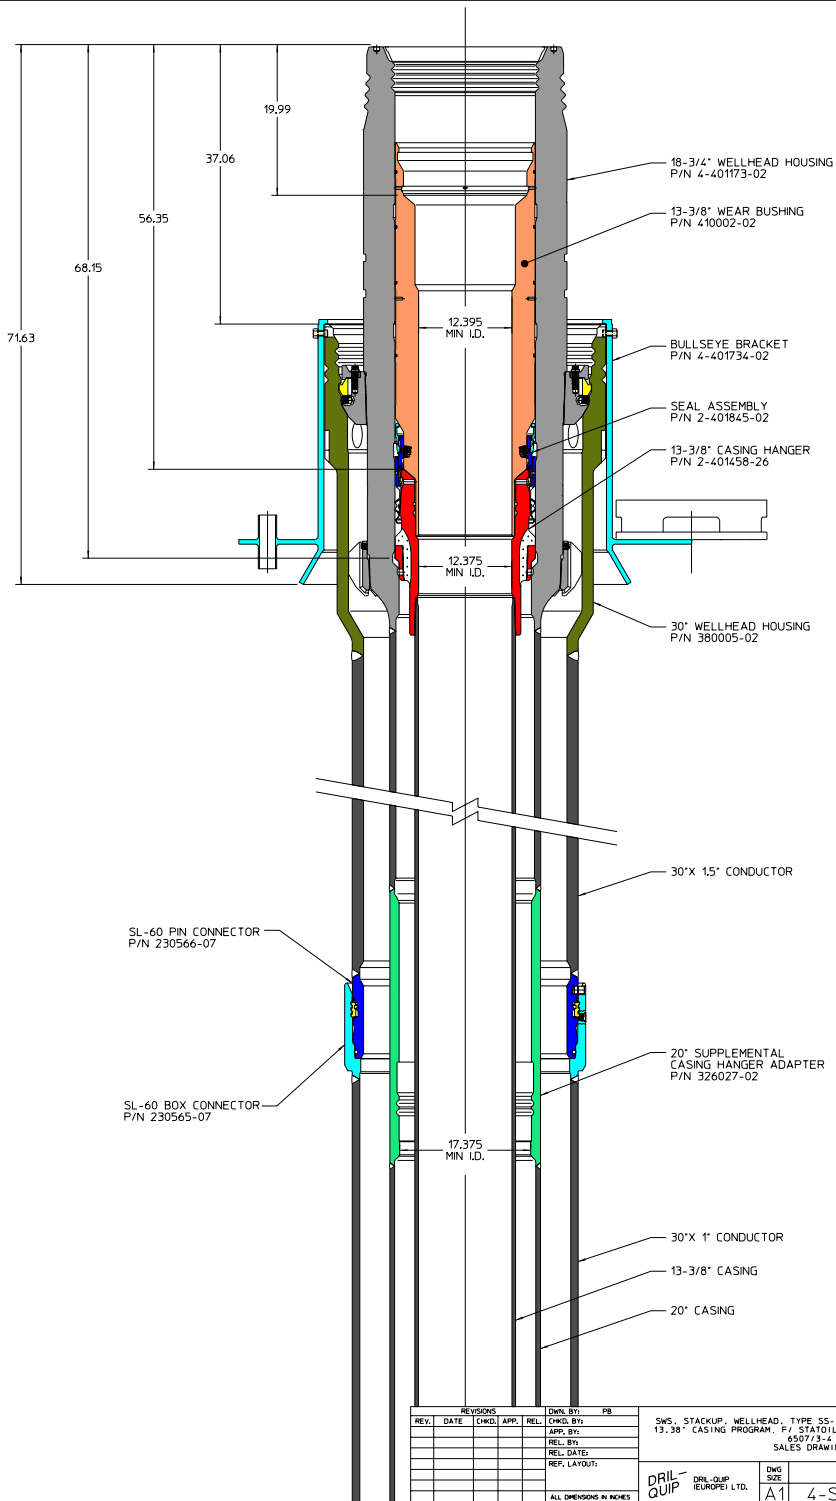 19.99
37.06
56.35
68.15
71.63
18-3/4" WELLHEAD HOUSING
P/N 4-401173-02
13-3/8" WEAR BUSHING
P/N 410002-02
12.395
MIN I.D.
BULLSEYE BRACKET
P/N 4-401734-02
SEAL ASSEMBLY
P/N 2-401845-02
13-3/8" CASING HANGER
P/N 2-401458-26
12.375
MIN I.D.
30" WELLHEAD HOUSING
P/N 380005-02
30"X 1.5" CONDUCTOR
SL-60 PIN CONNECTOR
P/N 230566-07
20" SUPPLEMENTAL
CASING HANGER ADAPTER
P/N 326027-02
SL-60 BOX CONNECTOR
P/N 230565-07
17.375
MIN I.D.
30"X 1" CONDUCTOR
13-3/8" CASING
20" CASING
REVISIONS
REV. DATE CHKD. APP. REL.
DWN. BY: PB
CHKD. BY:
APP. BY:
REL. BY:
REL. DATE:
REF. LAYOUT:
ALL DIMENSIONS IN INCHES
SWS, STACKUP, WELLHEAD, TYPE SS-
13.38" CASING PROGRAM, F/ STATOIL
6507/3-4
SALES DRAWIN
DRIL-QUIP
DRIL-QUIP
(EUROPE) LTD.
DWG
SIZE
A1
4-S